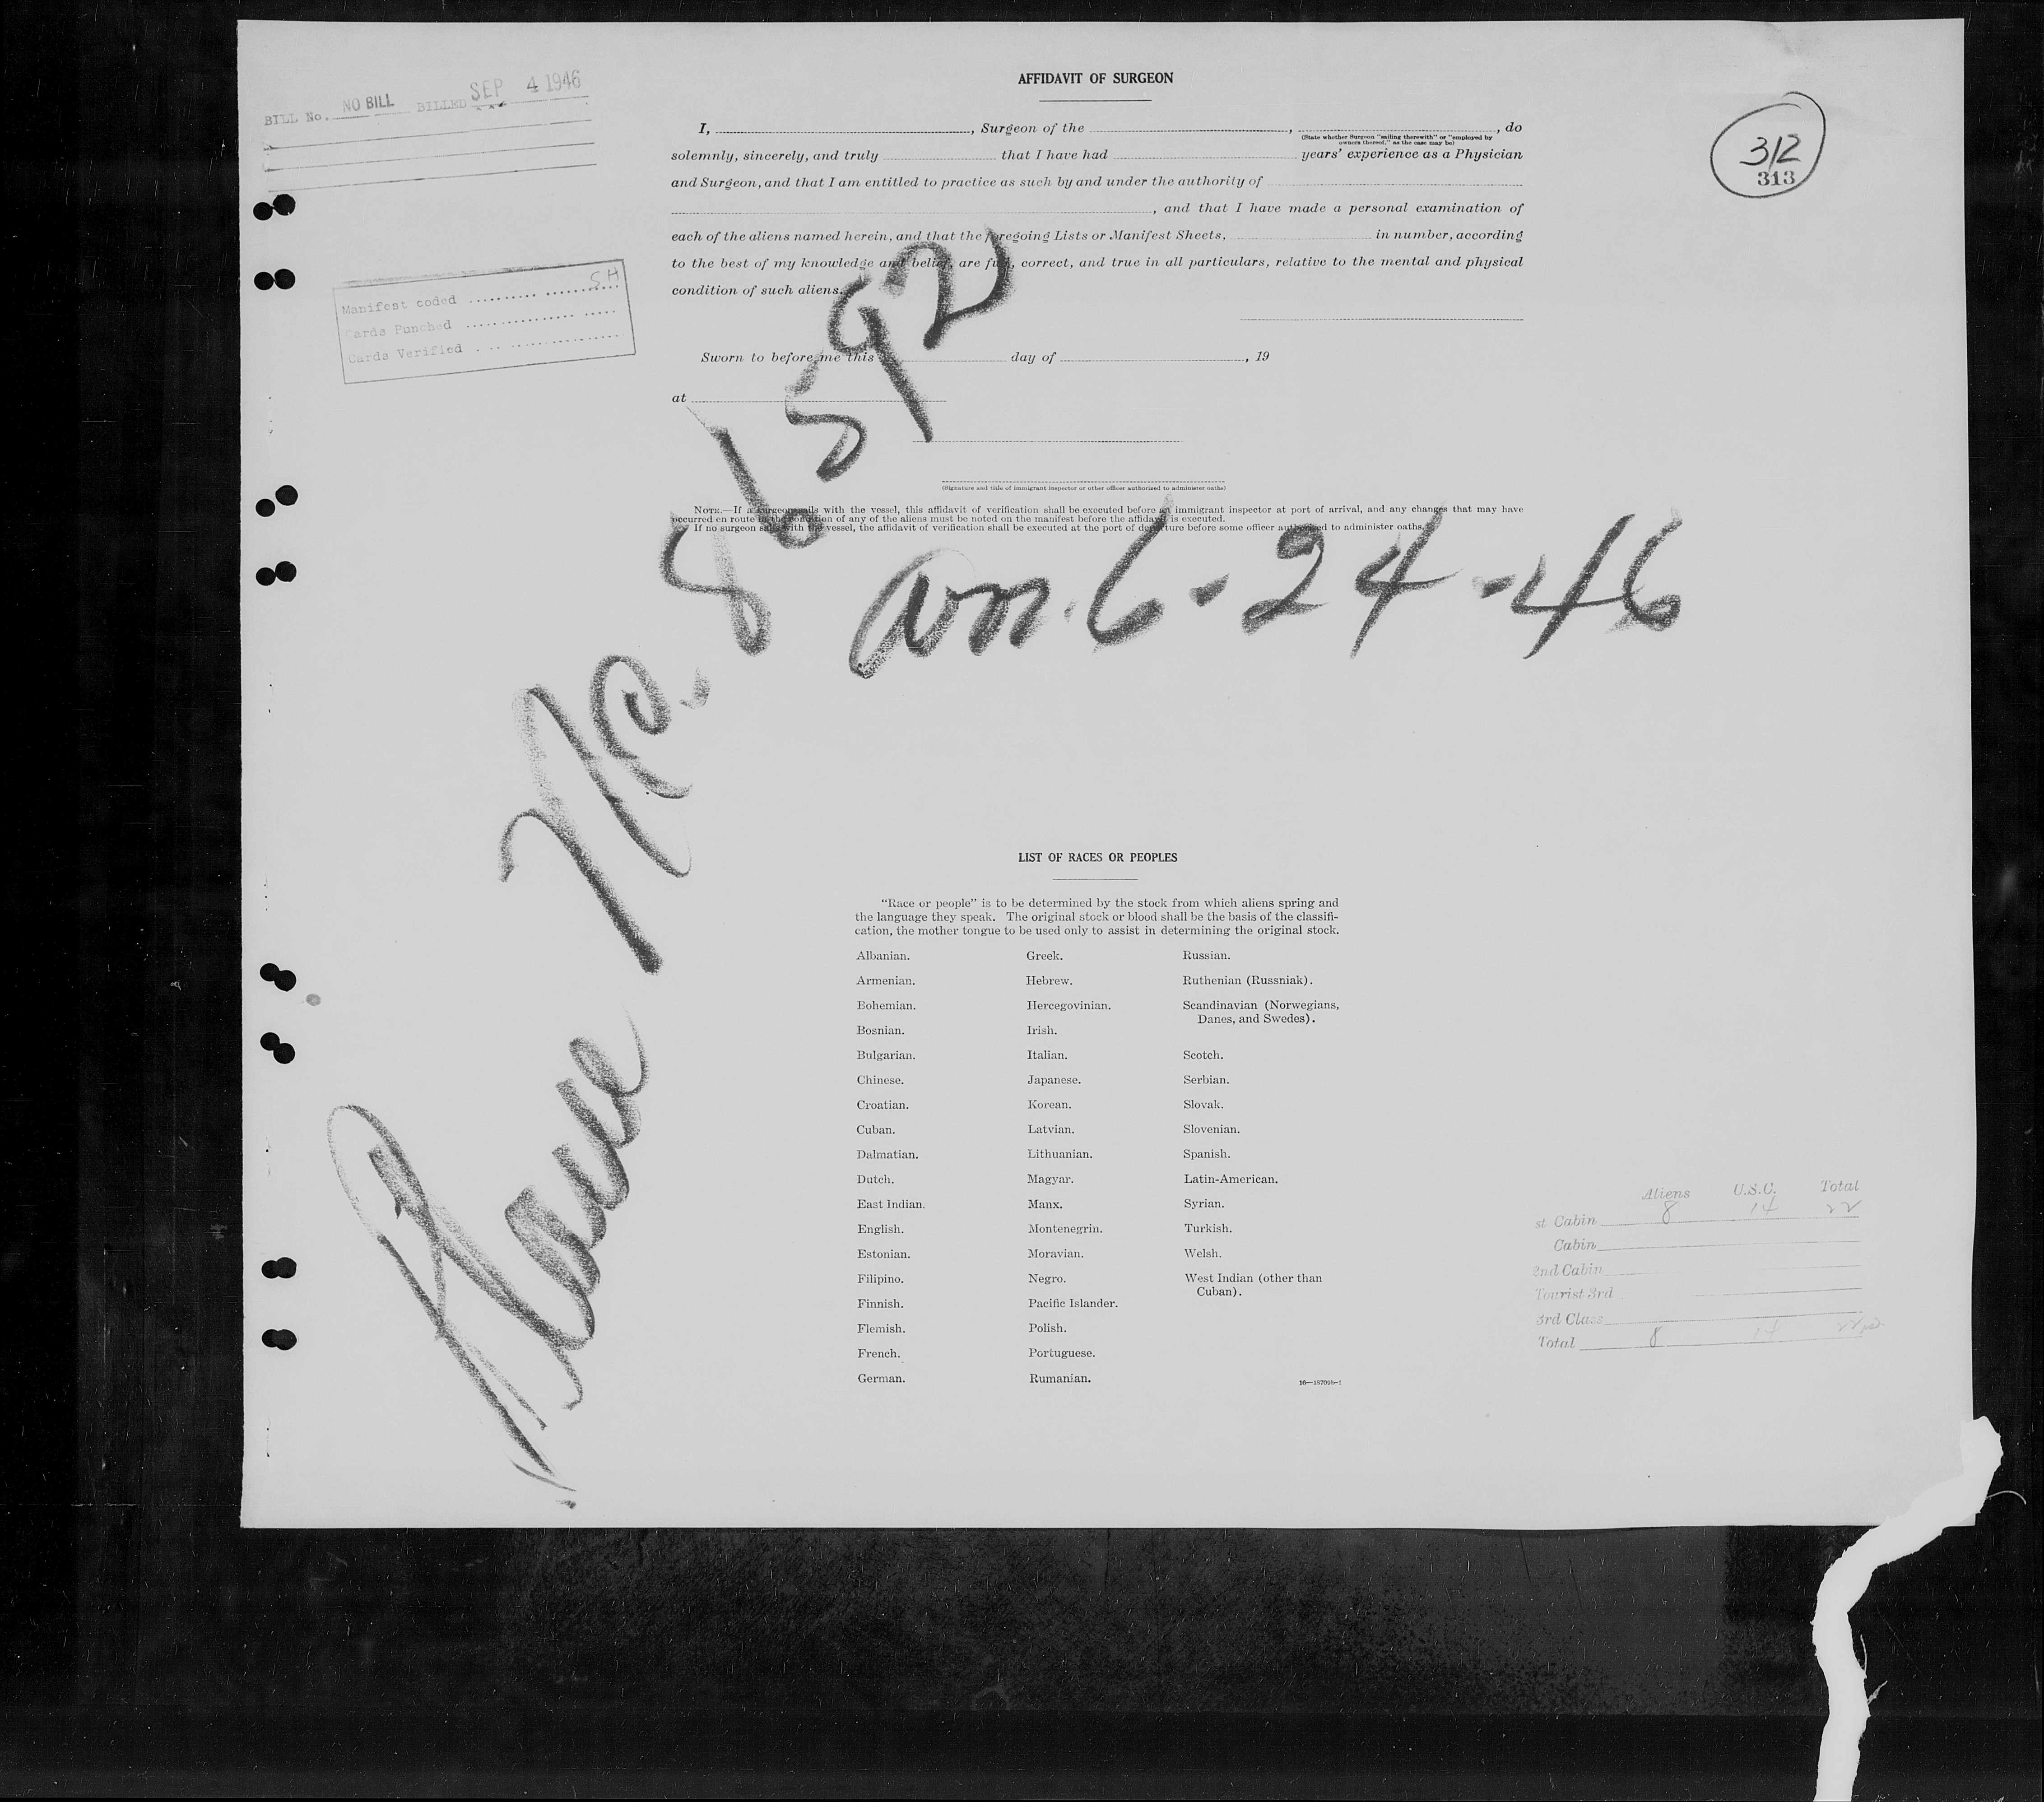 BILL No. NO BILL BILLED SEP 4 1946
AFFIDAVIT OF SURGEON
312
313
I, , Surgeon of the , , do
(State whether Surgeon "sailing therewith" or "employed by
owners thereof," as the case may be)
solemnly, sincerely, and truly that I have had years' experience as a Physician
and Surgeon, and that I am entitled to practice as such by and under the authority of
, and that I have made a personal examination of
each of the aliens named herein, and that the foregoing Lists or Manifest Sheets, in number, according
to the best of my knowledge and belief, are full, correct, and true in all particulars, relative to the mental and physical
condition of such aliens.
Manifest coded SH
Cards Punched
Cards Verified
Sworn to before me this day of , 19
at
(Signature and title of immigrant inspector or other officer authorized to administer oaths)
NOTE.—If a surgeon sails with the vessel, this affidavit of verification shall be executed before an immigrant inspector at port of arrival, and any changes that may have
occurred en route in the condition of any of the aliens must be noted on the manifest before the affidavit is executed.
If no surgeon sails with the vessel, the affidavit of verification shall be executed at the port of departure before some officer authorized to administer oaths.
Plane No. 86592
arr. 6-24-46
LIST OF RACES OR PEOPLES
"Race or people" is to be determined by the stock from which aliens spring and
the language they speak. The original stock or blood shall be the basis of the classifi-
cation, the mother tongue to be used only to assist in determining the original stock.
Albanian. Greek. Russian.
Armenian. Hebrew. Ruthenian (Russniak).
Bohemian. Hercegovinian. Scandinavian (Norwegians,
Danes, and Swedes).
Bosnian. Irish.
Bulgarian. Italian. Scotch.
Chinese. Japanese. Serbian.
Croatian. Korean. Slovak.
Cuban. Latvian. Slovenian.
Dalmatian. Lithuanian. Spanish.
Dutch. Magyar. Latin-American.
East Indian. Manx. Syrian.
English. Montenegrin. Turkish.
Estonian. Moravian. Welsh.
Filipino. Negro. West Indian (other than
Cuban).
Finnish. Pacific Islander.
Flemish. Polish.
French. Portuguese.
German. Rumanian.
16—15709b-1
Aliens U.S.C. Total
st Cabin 8 14 22
Cabin
2nd Cabin
Tourist 3rd
3rd Class
Total 8 14 22